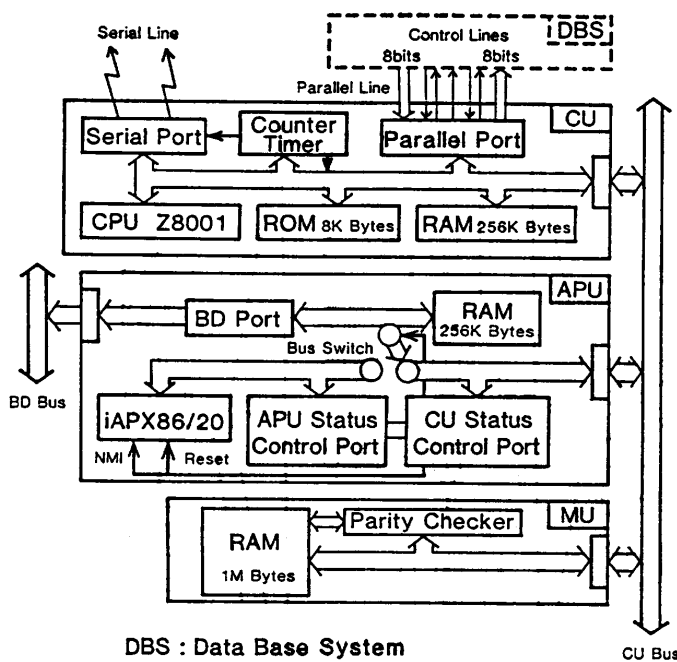 Serial Line
Control Lines
DBS
8bits
8bits
Parallel Line
CU
Serial Port
Counter
Timer
Parallel Port
CPU Z8001
ROM 8K Bytes
RAM 256K Bytes
APU
BD Port
RAM
256K Bytes
Bus Switch
BD Bus
iAPX86/20
APU Status
Control Port
CU Status
Control Port
NMI
Reset
MU
RAM
1M Bytes
Parity Checker
DBS : Data Base System
CU Bus